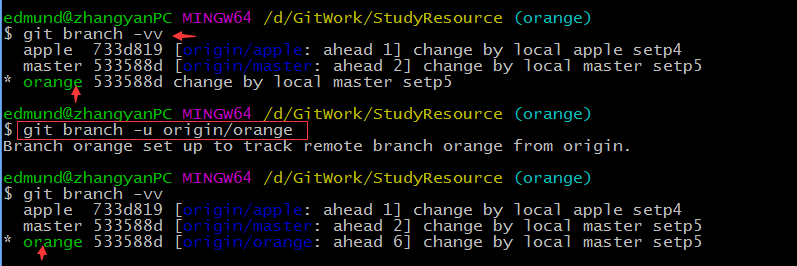 edmund@zhangyanPC MINGW64 /d/GitWork/StudyResource (orange)
$ git branch -vv
apple 733d819 [origin/apple: ahead 1] change by local apple setp4
master 533588d [origin/master: ahead 2] change by local master setp5
* orange 533588d change by local master setp5
edmund@zhangyanPC MINGW64 /d/GitWork/StudyResource (orange)
$ git branch -u origin/orange
Branch orange set up to track remote branch orange from origin.
edmund@zhangyanPC MINGW64 /d/GitWork/StudyResource (orange)
$ git branch -vv
apple 733d819 [origin/apple: ahead 1] change by local apple setp4
master 533588d [origin/master: ahead 2] change by local master setp5
* orange 533588d [origin/orange: ahead 6] change by local master setp5